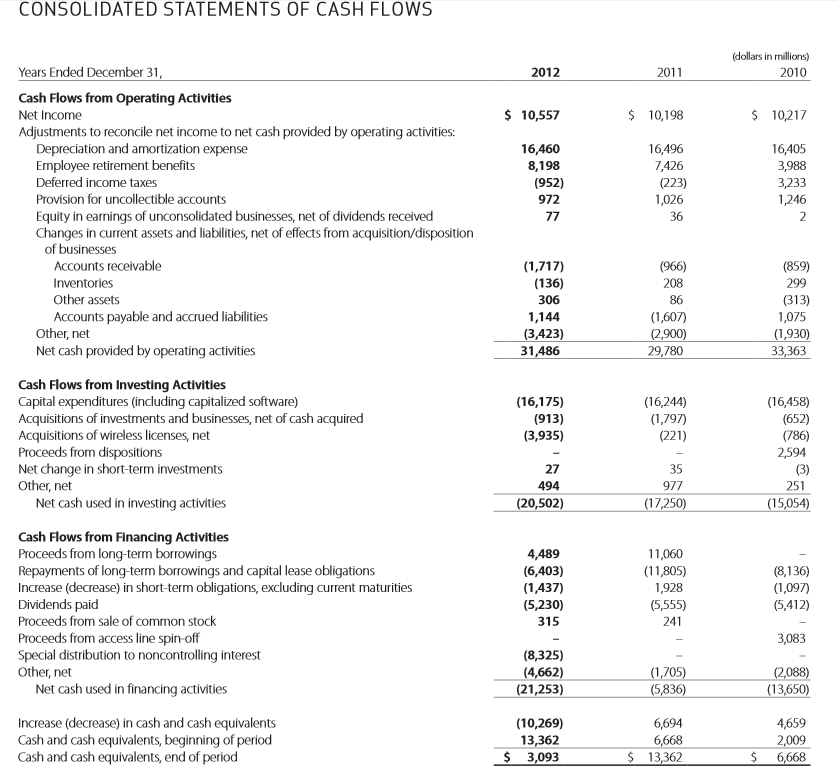 CONSOLIDATED STATEMENTS OF CASH FLOWS
(dollars in millions)
Years Ended December 31, 2012 2011 2010
Cash Flows from Operating Activities
Net Income $ 10,557 $ 10,198 $ 10,217
Adjustments to reconcile net income to net cash provided by operating activities:
Depreciation and amortization expense 16,460 16,496 16,405
Employee retirement benefits 8,198 7,426 3,988
Deferred income taxes (952) (223) 3,233
Provision for uncollectible accounts 972 1,026 1,246
Equity in earnings of unconsolidated businesses, net of dividends received 77 36 2
Changes in current assets and liabilities, net of effects from acquisition/disposition
of businesses
Accounts receivable (1,717) (966) (859)
Inventories (136) 208 299
Other assets 306 86 (313)
Accounts payable and accrued liabilities 1,144 (1,607) 1,075
Other, net (3,423) (2,900) (1,930)
Net cash provided by operating activities 31,486 29,780 33,363
Cash Flows from Investing Activities
Capital expenditures (including capitalized software) (16,175) (16,244) (16,458)
Acquisitions of investments and businesses, net of cash acquired (913) (1,797) (652)
Acquisitions of wireless licenses, net (3,935) (221) (786)
Proceeds from dispositions – – 2,594
Net change in short-term investments 27 35 (3)
Other, net 494 977 251
Net cash used in investing activities (20,502) (17,250) (15,054)
Cash Flows from Financing Activities
Proceeds from long-term borrowings 4,489 11,060 –
Repayments of long-term borrowings and capital lease obligations (6,403) (11,805) (8,136)
Increase (decrease) in short-term obligations, excluding current maturities (1,437) 1,928 (1,097)
Dividends paid (5,230) (5,555) (5,412)
Proceeds from sale of common stock 315 241 –
Proceeds from access line spin-off – – 3,083
Special distribution to noncontrolling interest (8,325) – –
Other, net (4,662) (1,705) (2,088)
Net cash used in financing activities (21,253) (5,836) (13,650)
Increase (decrease) in cash and cash equivalents (10,269) 6,694 4,659
Cash and cash equivalents, beginning of period 13,362 6,668 2,009
Cash and cash equivalents, end of period $ 3,093 $ 13,362 $ 6,668